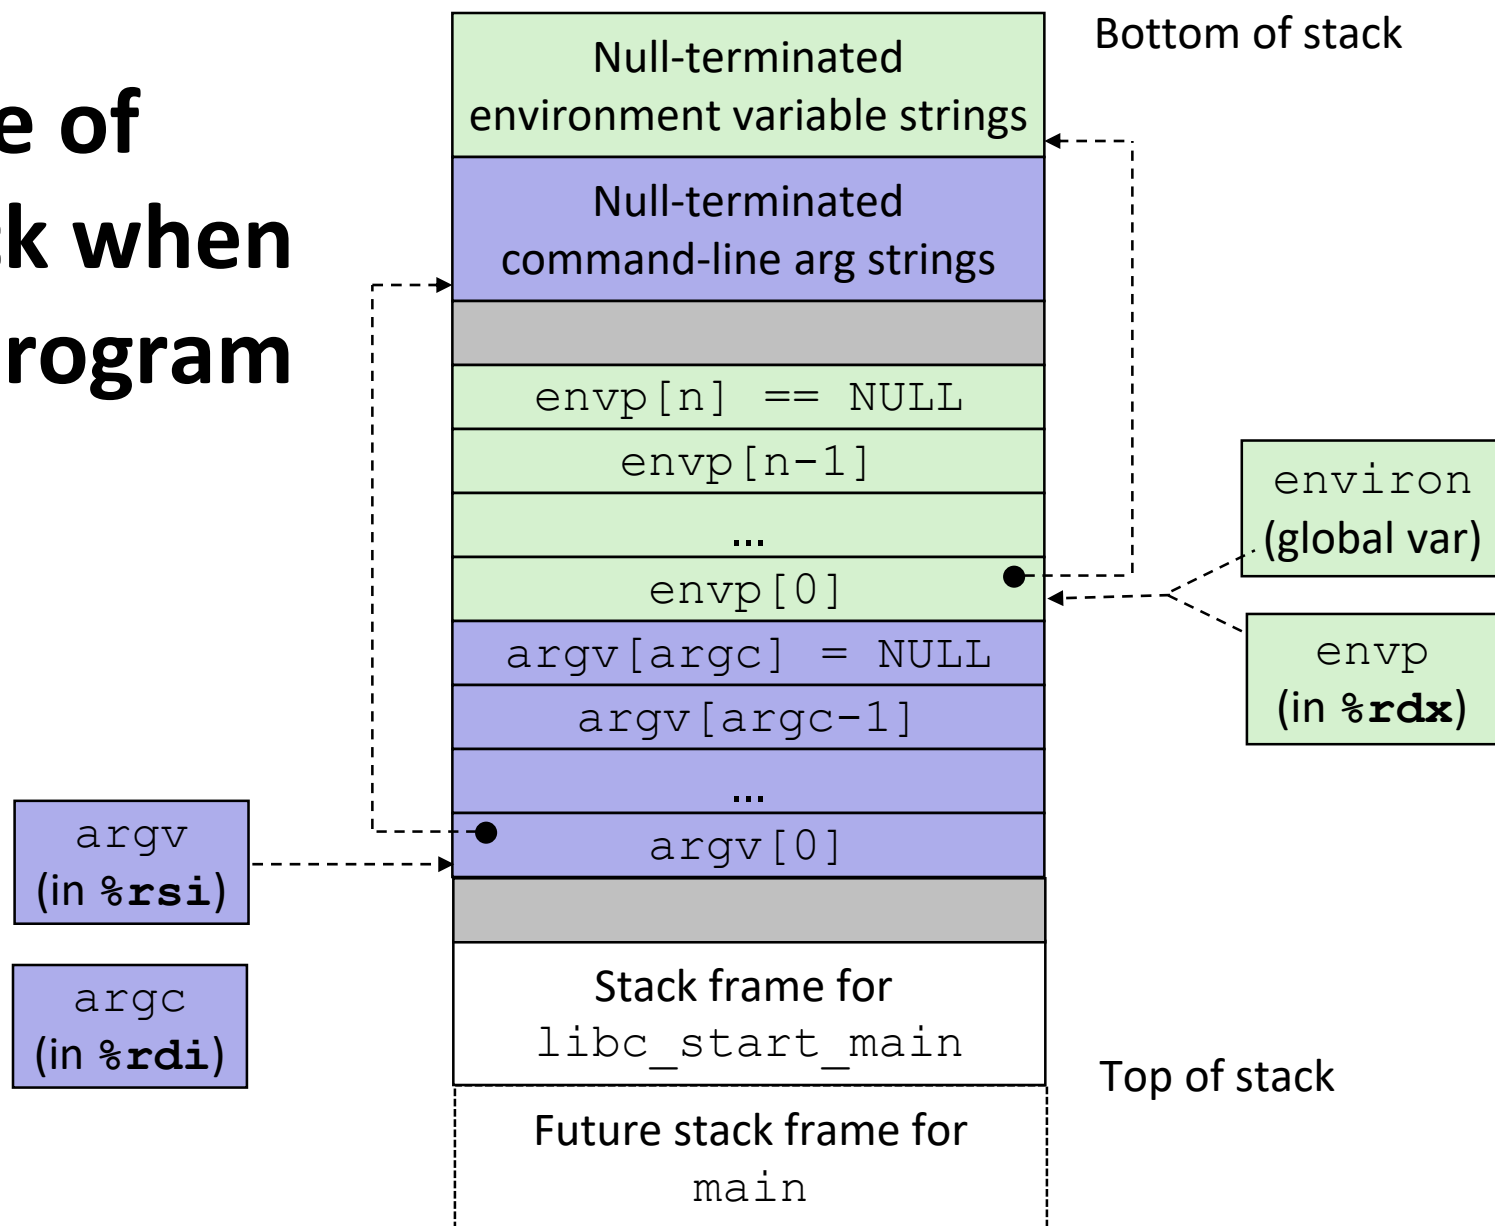 e of
k when
rogram
Bottom of stack
Null-terminated
environment variable strings
Null-terminated
command-line arg strings
envp[n] == NULL
envp[n-1]
...
envp[0]
argv[argc] = NULL
argv[argc-1]
...
argv[0]
environ
(global var)
envp
(in %rdx)
argv
(in %rsi)
argc
(in %rdi)
Stack frame for
libc_start_main
Top of stack
Future stack frame for
main